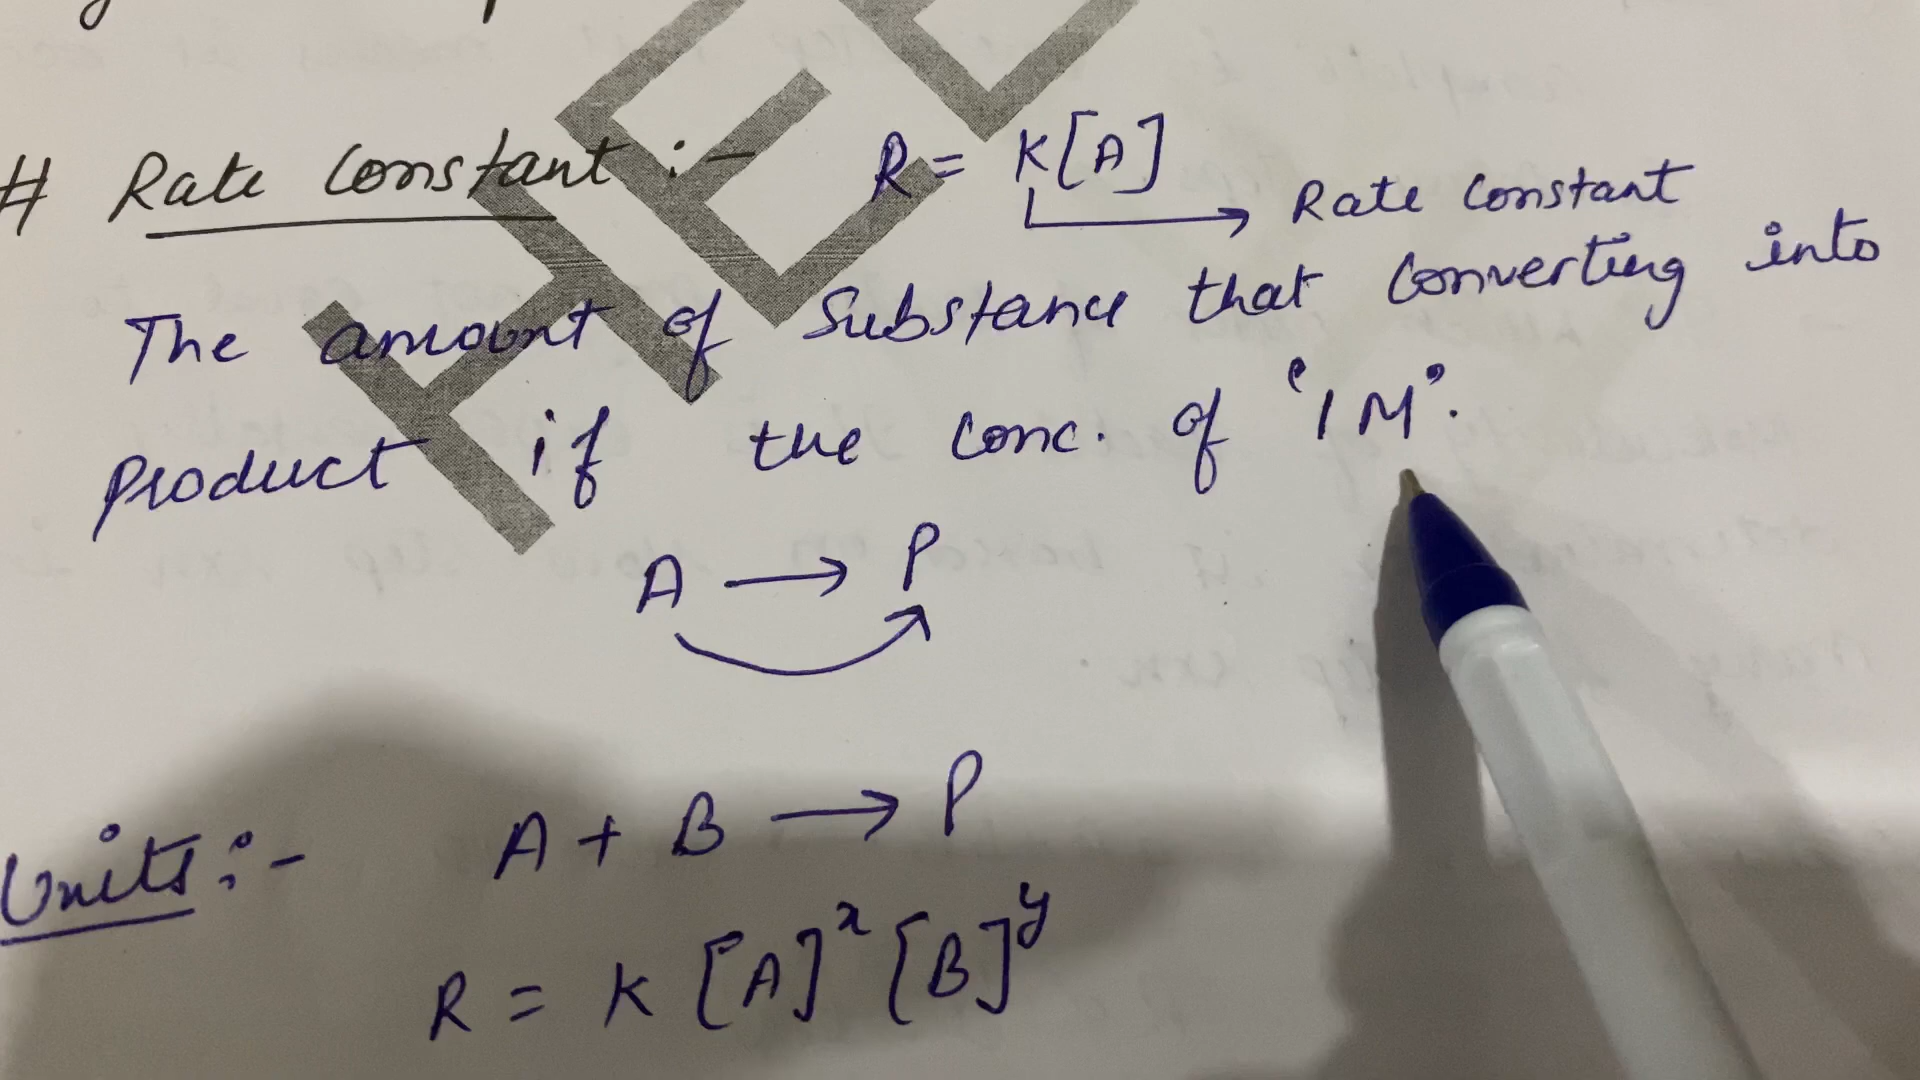 # Rate Constant :- R = K[A]
→ Rate Constant
The amount of Substance that Converting into
Product if the Conc. of '1M'.
A → P
Units :- A + B → P
R = K [A]^x [B]^y